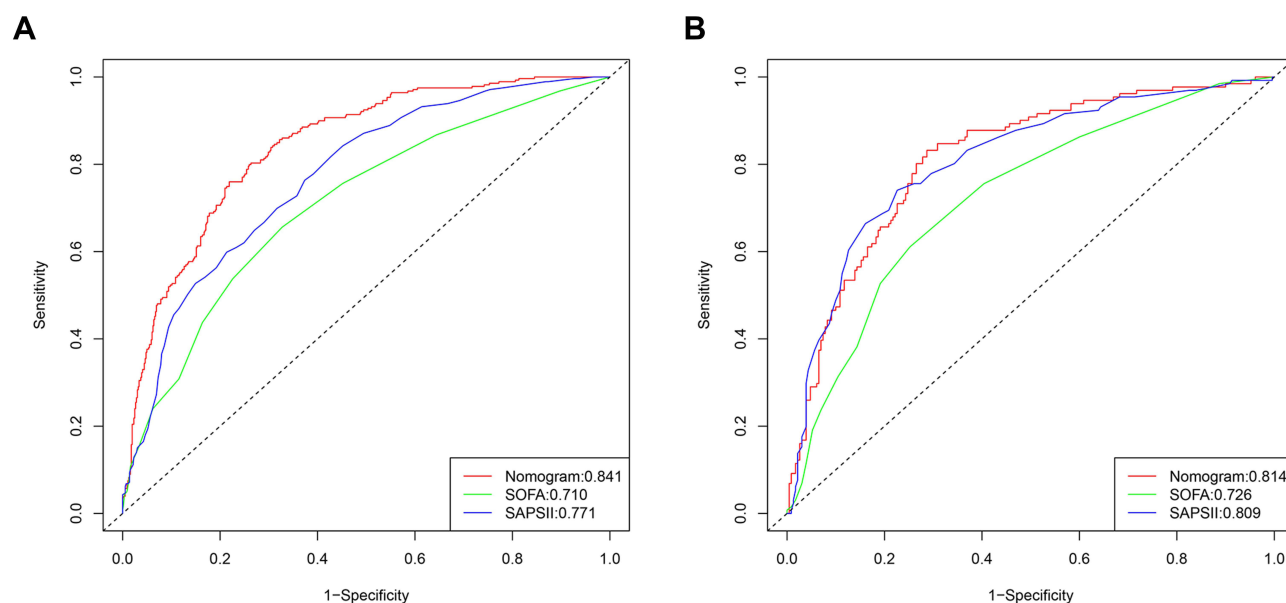 A
B
1.0
0.8
0.6
0.4
0.2
0.0
Sensitivity
0.0 0.2 0.4 0.6 0.8 1.0
1−Specificity
Nomogram:0.841
SOFA:0.710
SAPSII:0.771
1.0
0.8
0.6
0.4
0.2
0.0
Sensitivity
0.0 0.2 0.4 0.6 0.8 1.0
1−Specificity
Nomogram:0.814
SOFA:0.726
SAPSII:0.809